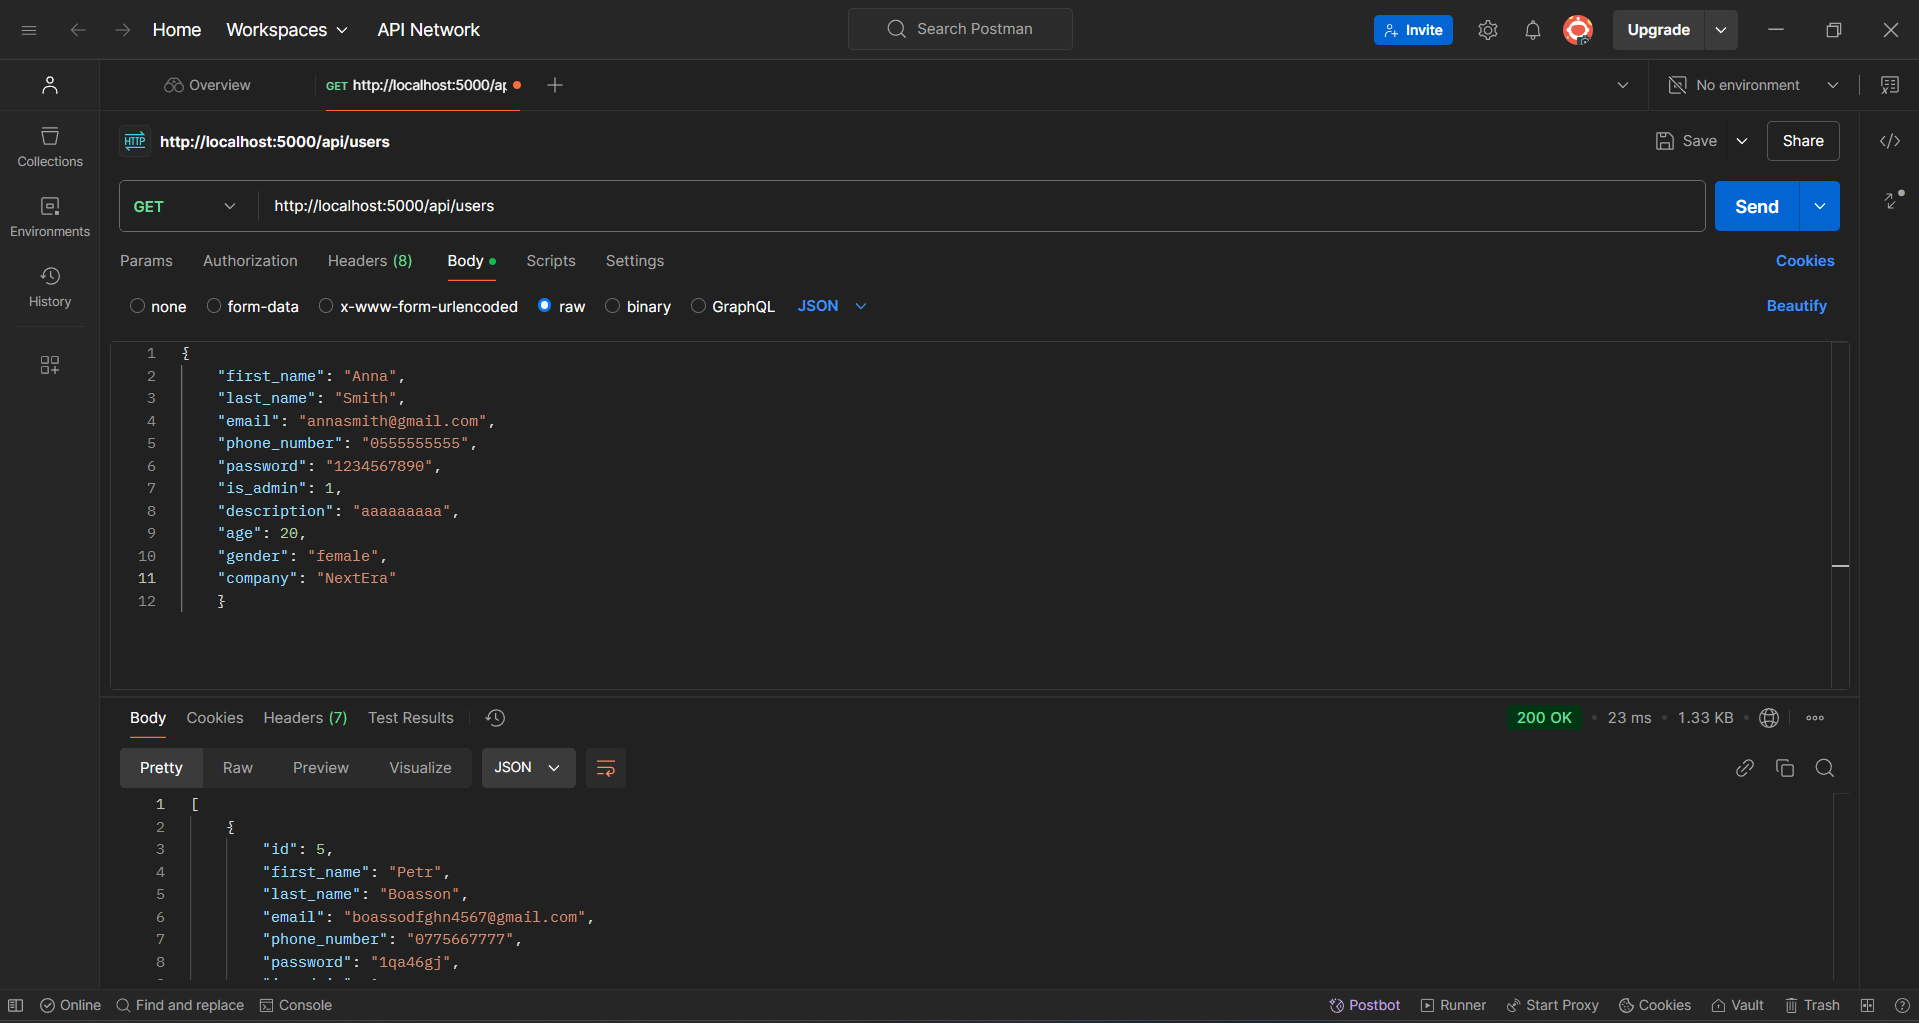 Home Workspaces API Network Search Postman Invite Upgrade
Overview GET http://localhost:5000/ap No environment
HTTP http://localhost:5000/api/users Save Share
Collections
Environments
History
GET http://localhost:5000/api/users Send
Params Authorization Headers (8) Body Scripts Settings Cookies
none form-data x-www-form-urlencoded raw binary GraphQL JSON Beautify
1 {
2 "first_name": "Anna",
3 "last_name": "Smith",
4 "email": "annasmith@gmail.com",
5 "phone_number": "0555555555",
6 "password": "1234567890",
7 "is_admin": 1,
8 "description": "aaaaaaaaa",
9 "age": 20,
10 "gender": "female",
11 "company": "NextEra"
12 }
Body Cookies Headers (7) Test Results 200 OK 23 ms 1.33 KB
Pretty Raw Preview Visualize JSON
1 [
2 {
3 "id": 5,
4 "first_name": "Petr",
5 "last_name": "Boasson",
6 "email": "boassodfghn4567@gmail.com",
7 "phone_number": "0775667777",
8 "password": "1qa46gj",
Online Find and replace Console Postbot Runner Start Proxy Cookies Vault Trash